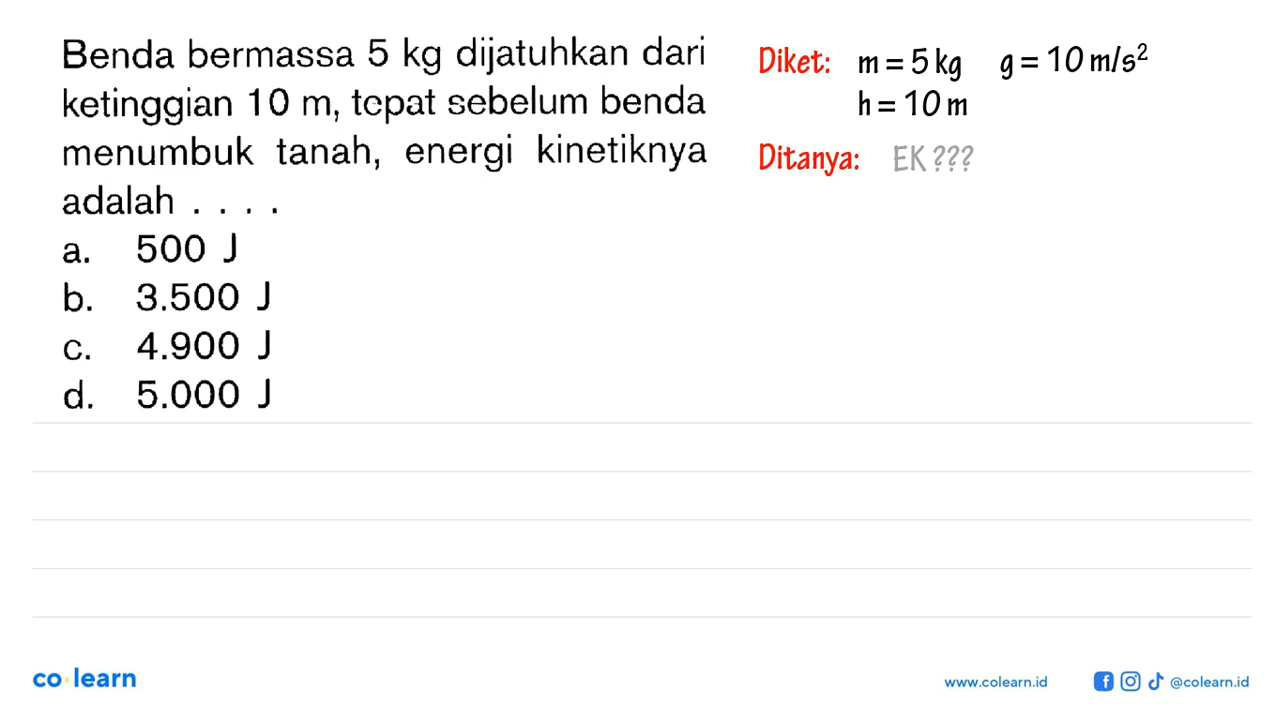 Benda bermassa 5 kg dijatuhkan dari
ketinggian 10 m, tepat sebelum benda
menumbuk tanah, energi kinetiknya
adalah . . . .
a. 500 J
b. 3.500 J
c. 4.900 J
d. 5.000 J
Diket: m = 5 kg g = 10 m/s²
h = 10 m
Ditanya: EK ???
co learn
www.colearn.id @colearn.id